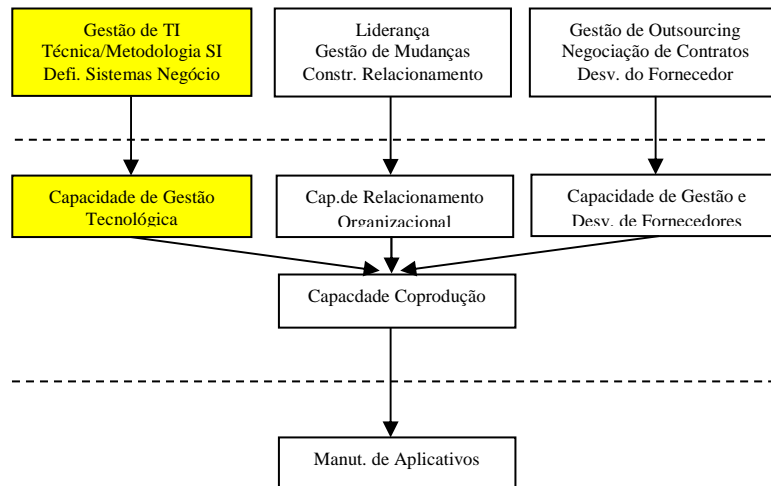 Gestão de TI
Técnica/Metodologia SI
Defi. Sistemas Negócio
Liderança
Gestão de Mudanças
Constr. Relacionamento
Gestão de Outsourcing
Negociação de Contratos
Desv. do Fornecedor
Capacidade de Gestão
Tecnológica
Cap.de Relacionamento
Organizacional
Capacidade de Gestão e
Desv. de Fornecedores
Capacdade Coprodução
Manut. de Aplicativos